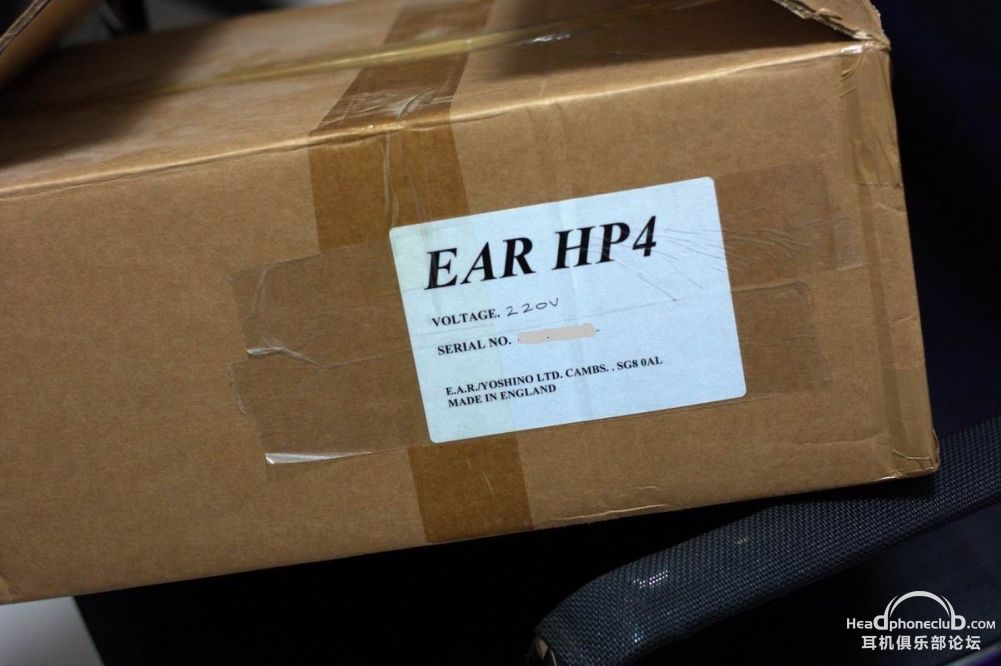 EAR HP4
VOLTAGE. 220V
SERIAL NO.
E.A.R./YOSHINO LTD. CAMBS. . SG8 0AL
MADE IN ENGLAND
Headphoneclub.com
耳机俱乐部论坛